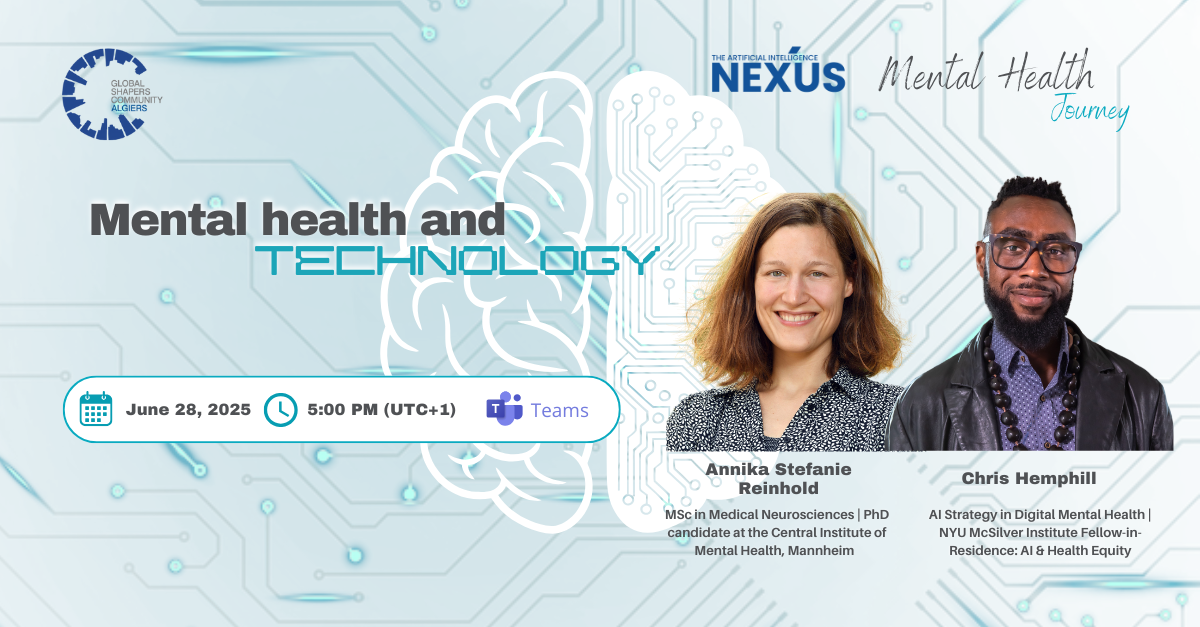 GLOBAL
SHAPERS
COMMUNITY
ALGIERS
THE ARTIFICIAL INTELLIGENCE
NEXUS
Mental Health
Journey
Mental health and
TECHNOLOGY
June 28, 2025
5:00 PM (UTC+1)
T
Teams
Annika Stefanie
Reinhold
MSc in Medical Neurosciences | PhD
candidate at the Central Institute of
Mental Health, Mannheim
Chris Hemphill
AI Strategy in Digital Mental Health |
NYU McSilver Institute Fellow-in-
Residence: AI & Health Equity